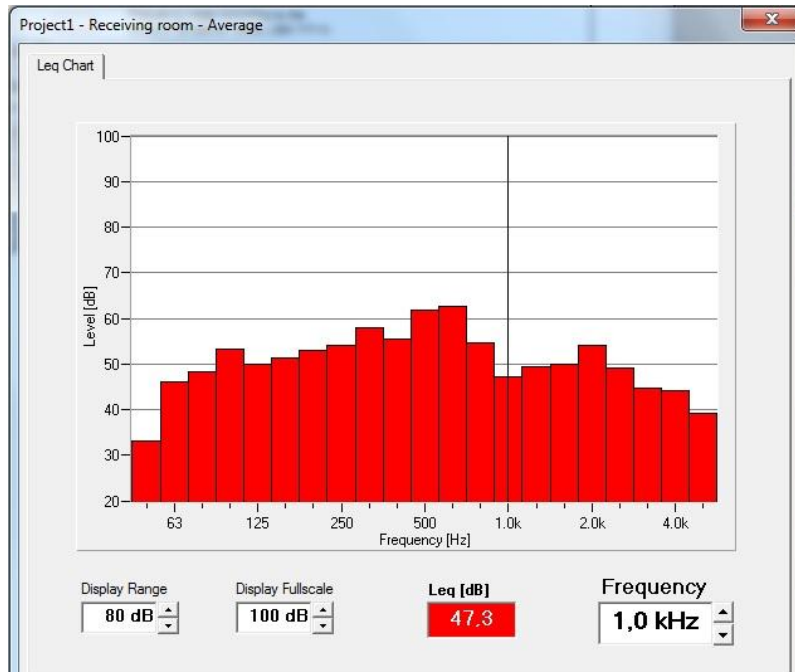 Project1 - Receiving room - Average
x
Leq Chart
100
90
80
70
60
50
40
30
20
Level [dB]
63 125 250 500 1.0k 2.0k 4.0k
Frequency [Hz]
Display Range Display Fullscale Leq [dB] Frequency
80 dB 100 dB 47,3 1,0 kHz